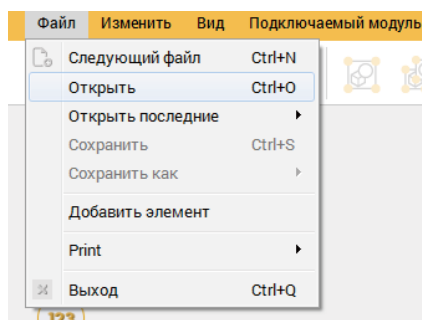 Файл Изменить Вид Подключаемый модуль
Следующий файл Ctrl+N
Открыть Ctrl+O
Открыть последние
Сохранить Ctrl+S
Сохранить как
Добавить элемент
Print
Выход Ctrl+Q
123